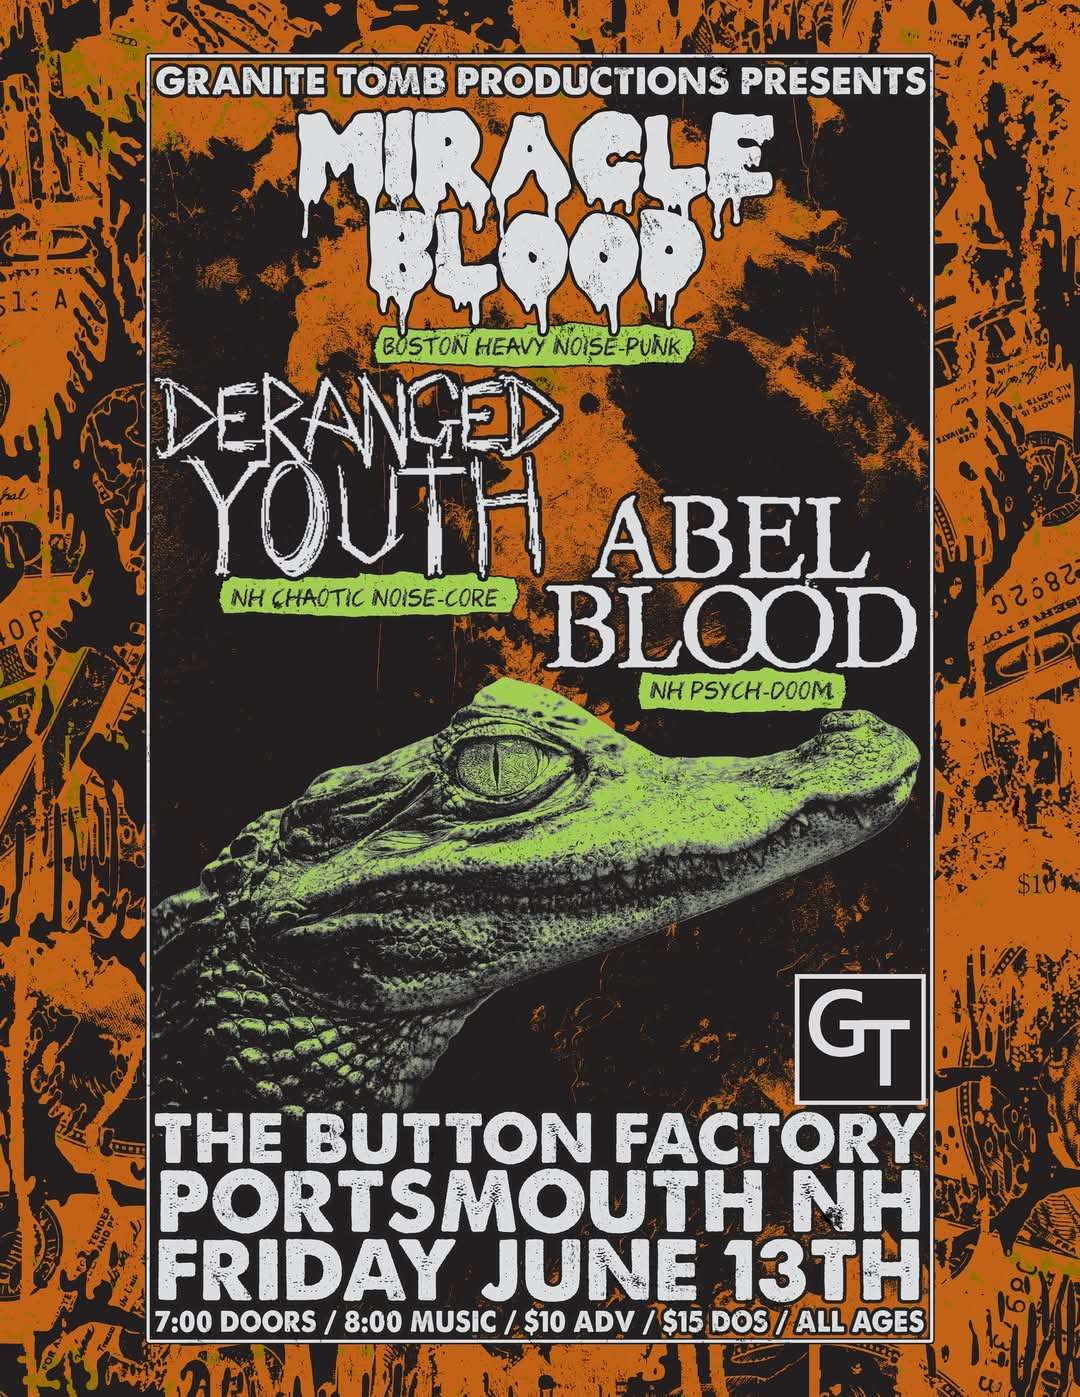 GRANITE TOMB PRODUCTIONS PRESENTS
MIRACLE
BLOOD
BOSTON HEAVY NOISE-PUNK
DERANGED
YOUTH
NH CHAOTIC NOISE-CORE
ABEL
BLOOD
NH PSYCH-DOOM
GT
THE BUTTON FACTORY
PORTSMOUTH NH
FRIDAY JUNE 13TH
7:00 DOORS / 8:00 MUSIC / $10 ADV / $15 DOS / ALL AGES
$10